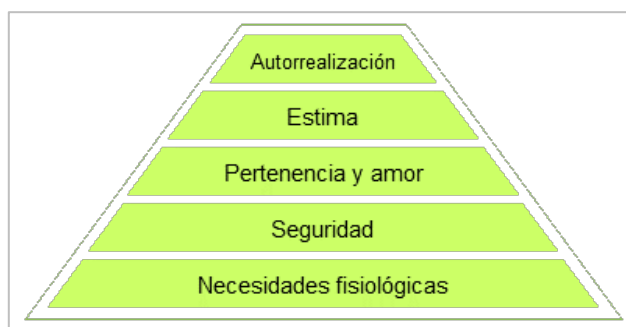 Autorrealización
Estima
Pertenencia y amor
Seguridad
Necesidades fisiológicas